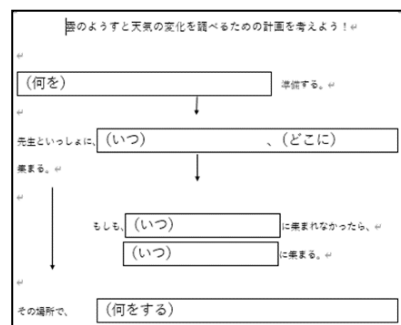 雲のようすと天気の変化を調べるための計画を考えよう！
(何を) 準備する。
先生といっしょに、(いつ) 、(どこに)
集まる。
もしも、(いつ) に集まれなかったら、
(いつ) に集まる。
その場所で、 (何をする)